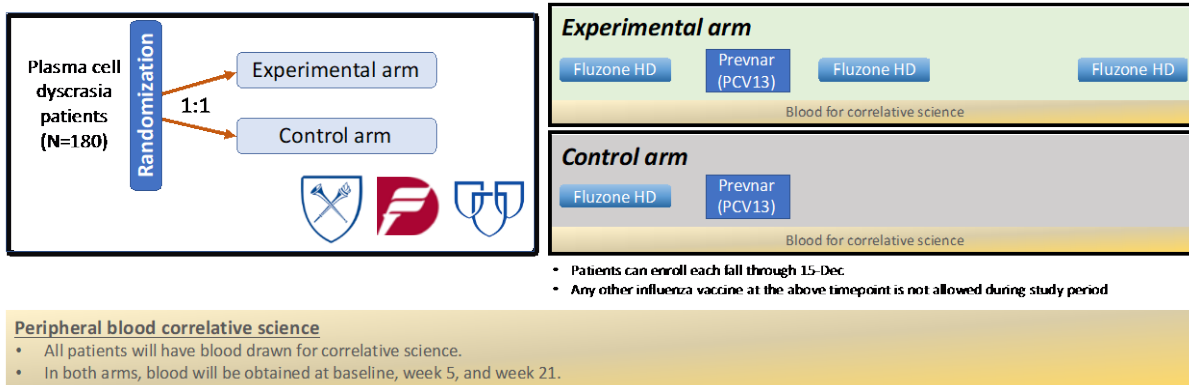 Plasma cell
dyscrasia
patients
(N=180)
Randomization
1:1
Experimental arm
Control arm
Experimental arm
Fluzone HD
Prevnar
(PCV13)
Fluzone HD
Fluzone HD
Blood for correlative science
Control arm
Fluzone HD
Prevnar
(PCV13)
Blood for correlative science
• Patients can enroll each fall through 15-Dec
• Any other influenza vaccine at the above timepoint is not allowed during study period
Peripheral blood correlative science
• All patients will have blood drawn for correlative science.
• In both arms, blood will be obtained at baseline, week 5, and week 21.